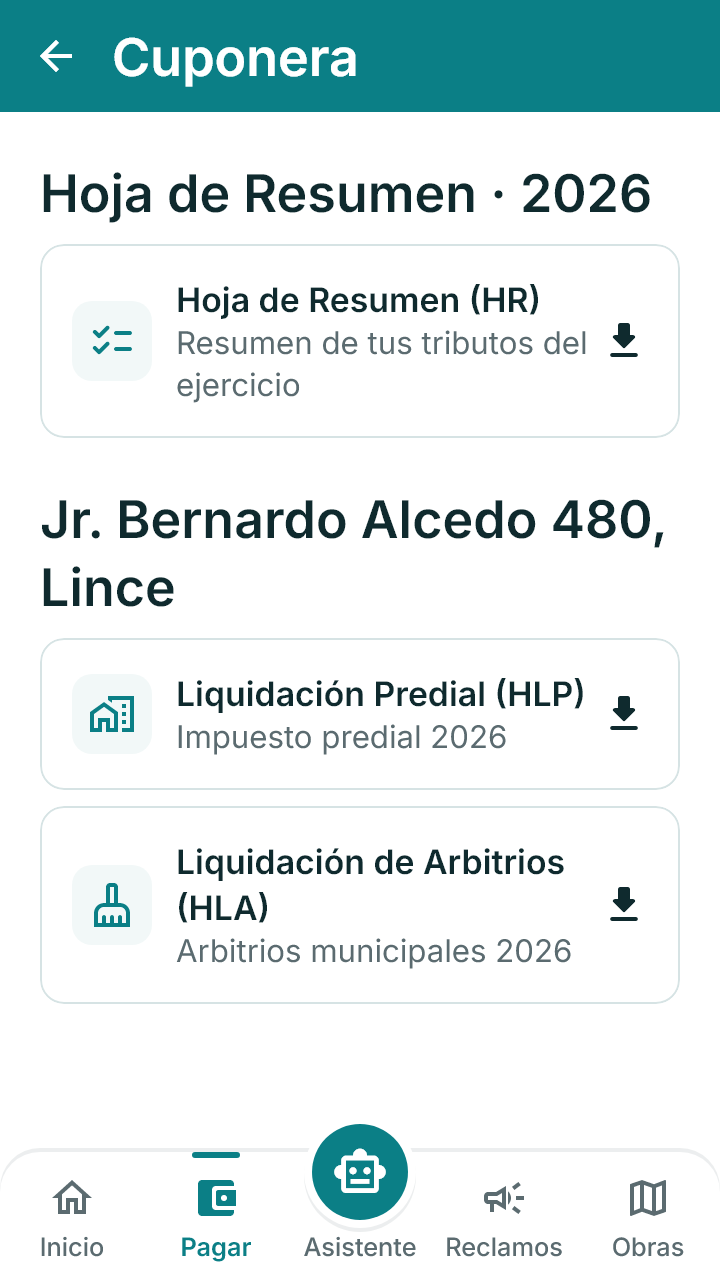 Cuponera
Hoja de Resumen · 2026
Hoja de Resumen (HR)
Resumen de tus tributos del
ejercicio
Jr. Bernardo Alcedo 480,
Lince
Liquidación Predial (HLP)
Impuesto predial 2026
Liquidación de Arbitrios
(HLA)
Arbitrios municipales 2026
Inicio
Pagar
Asistente
Reclamos
Obras